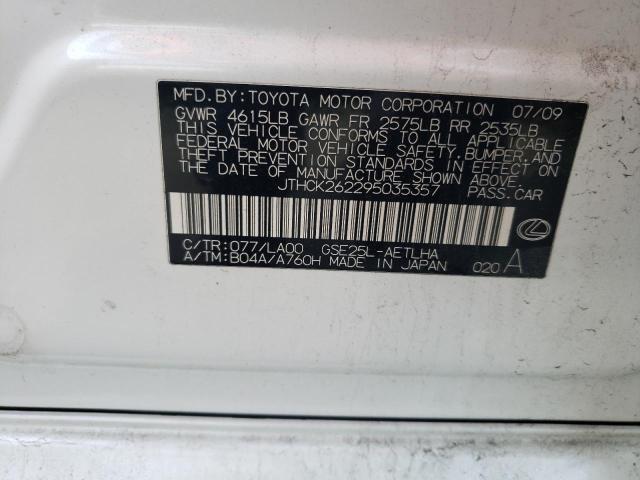 MFD.BY:TOYOTA MOTOR CORPORATION 07/09
GVWR 4615LB GAWR FR 2575LB RR 2535LB
THIS VEHICLE CONFORMS TO ALL APPLICABLE
FEDERAL MOTOR VEHICLE SAFETY, BUMPER, AND
THEFT PREVENTION STANDARDS IN EFFECT ON
THE DATE OF MANUFACTURE SHOWN ABOVE.
JTHCK262295035357 PASS.CAR
C/TR:077/LA00 GSE25L-AETLHA
A/TM:B04A/A760H MADE IN JAPAN 020 A